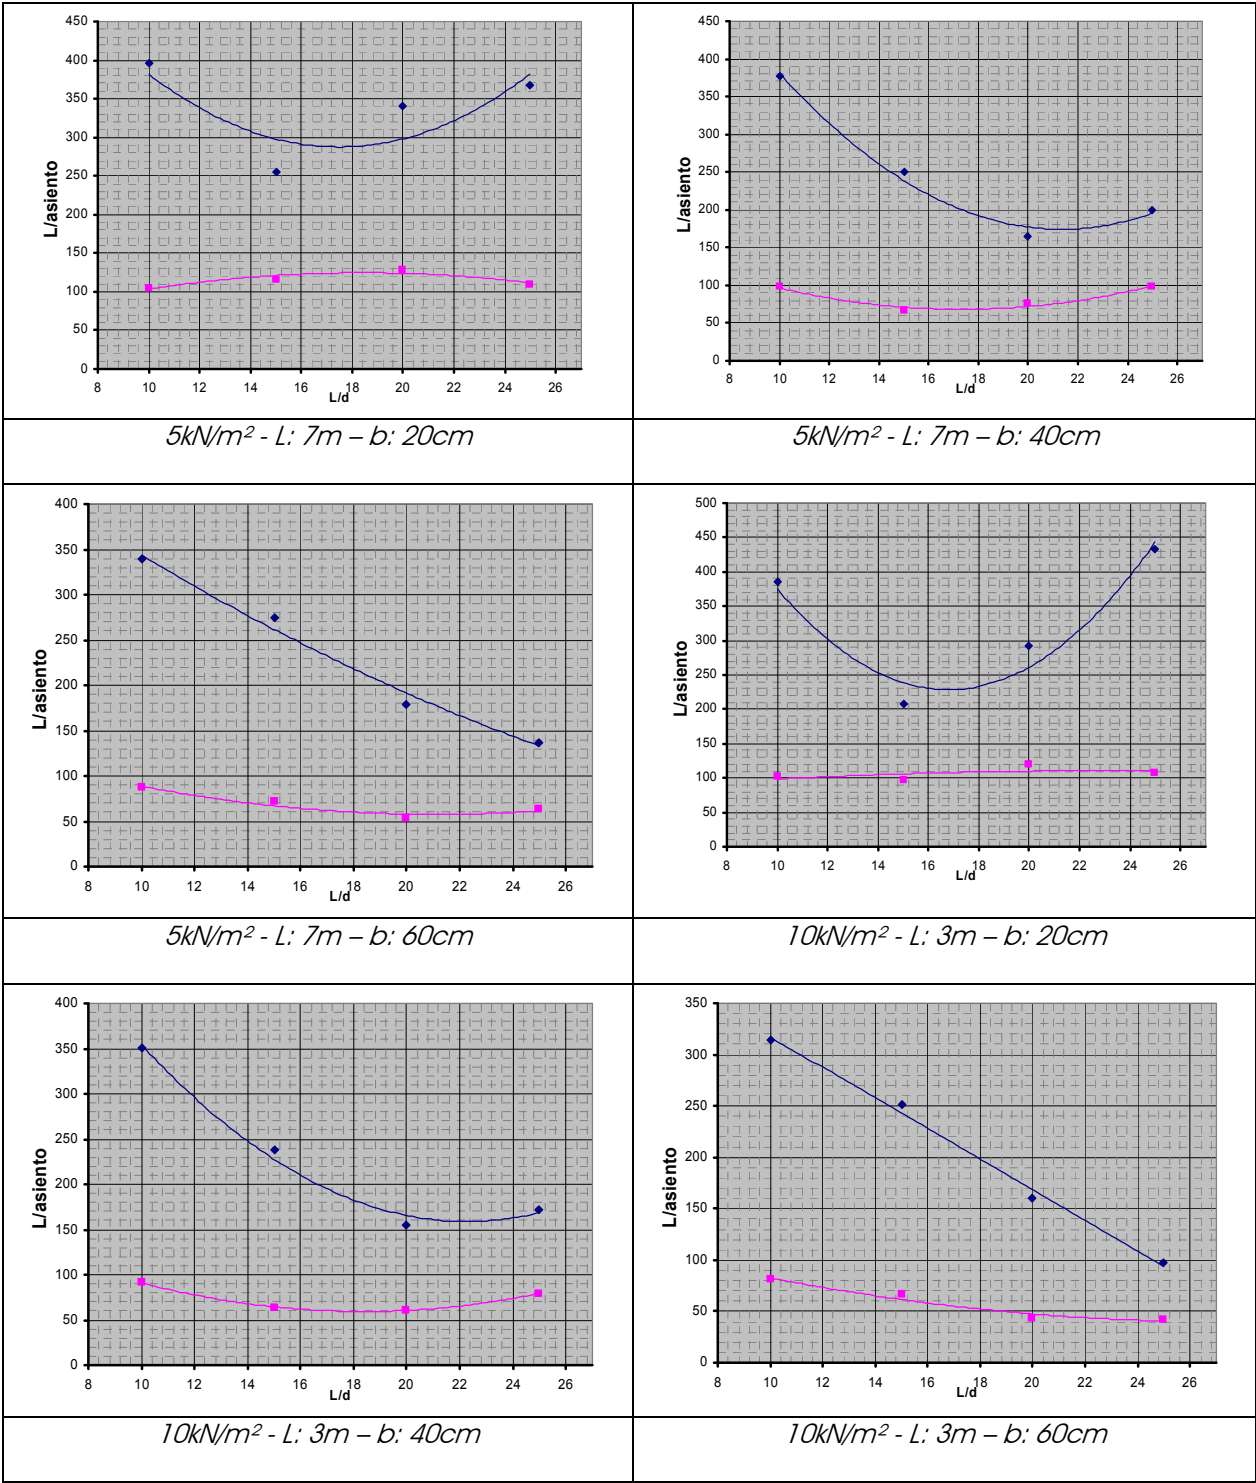 450
400
350
300
250
200
150
100
50
0
L/asiento
8 10 12 14 16 18 20 22 24 26
L/d
5kN/m² - L: 7m – b: 20cm
450
400
350
300
250
200
150
100
50
0
L/asiento
8 10 12 14 16 18 20 22 24 26
L/d
5kN/m² - L: 7m – b: 40cm
400
350
300
250
200
150
100
50
0
L/asiento
8 10 12 14 16 18 20 22 24 26
L/d
5kN/m² - L: 7m – b: 60cm
500
450
400
350
300
250
200
150
100
50
0
L/asiento
8 10 12 14 16 18 20 22 24 26
L/d
10kN/m² - L: 3m – b: 20cm
400
350
300
250
200
150
100
50
0
L/asiento
8 10 12 14 16 18 20 22 24 26
L/d
10kN/m² - L: 3m – b: 40cm
350
300
250
200
150
100
50
0
L/asiento
8 10 12 14 16 18 20 22 24 26
L/d
10kN/m² - L: 3m – b: 60cm